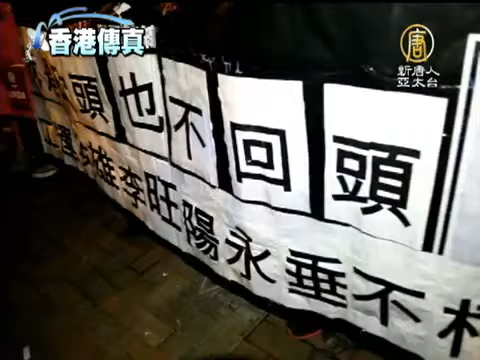 香港傳真
唐
新唐人
亞太台
頭也不回頭
雄李旺陽永垂不